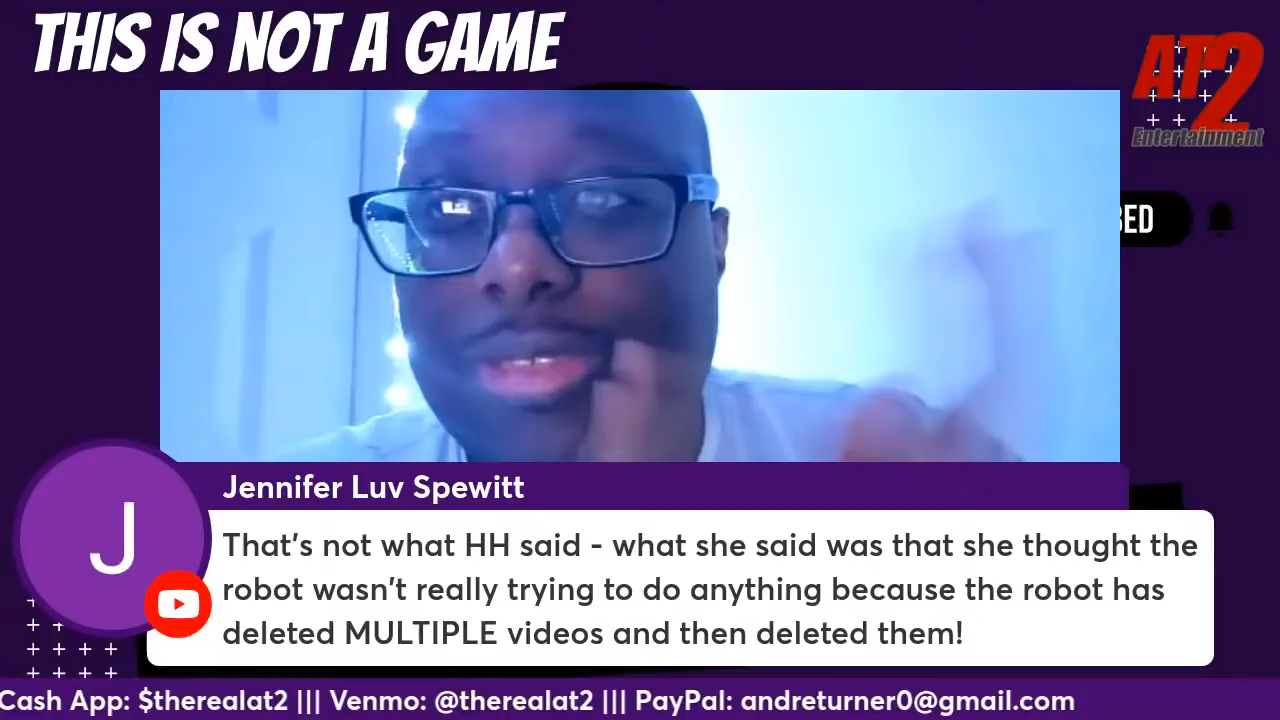 THIS IS NOT A GAME
AT2
Entertainment
BED
J
Jennifer Luv Spewitt
That's not what HH said - what she said was that she thought the
robot wasn't really trying to do anything because the robot has
deleted MULTIPLE videos and then deleted them!
Cash App: $therealat2 ||| Venmo: @therealat2 ||| PayPal: andreturner0@gmail.com